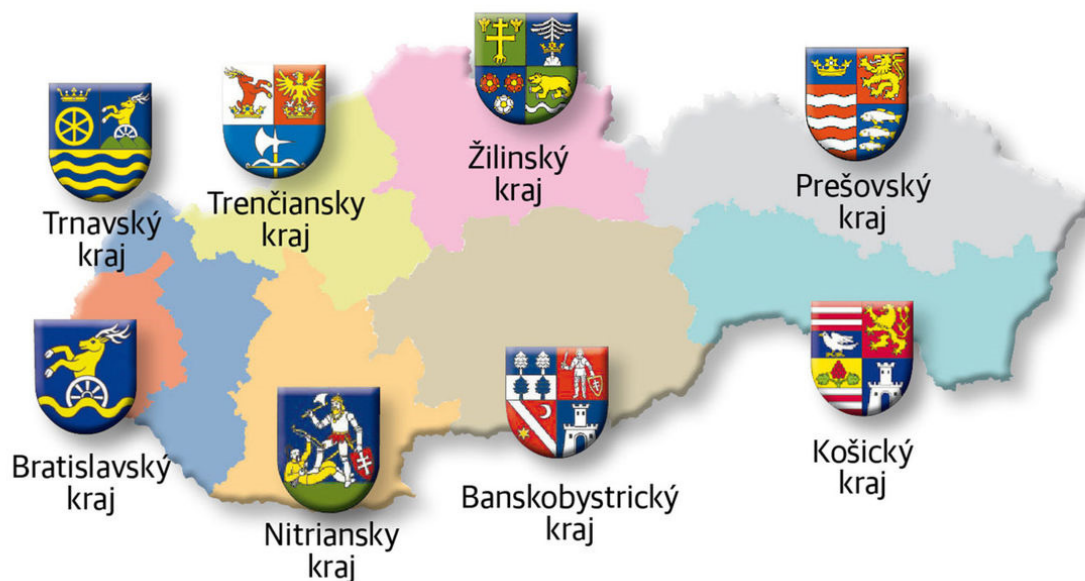 Žilinský
kraj
Prešovský
kraj
Trenčiansky
kraj
Trnavský
kraj
Bratislavský
kraj
Košický
kraj
Banskobystrický
kraj
Nitriansky
kraj